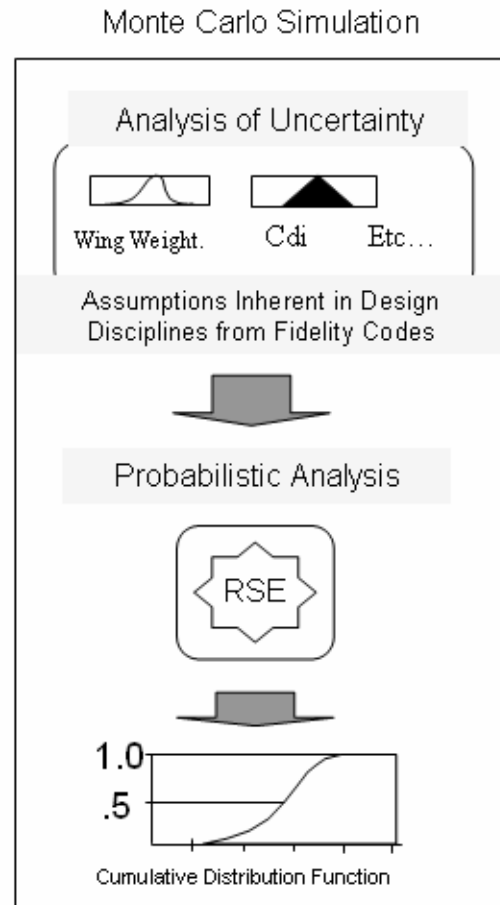 Monte Carlo Simulation
Analysis of Uncertainty
Wing Weight.
Cdi
Etc...
Assumptions Inherent in Design
Disciplines from Fidelity Codes
Probabilistic Analysis
RSE
1.0
.5
Cumulative Distribution Function